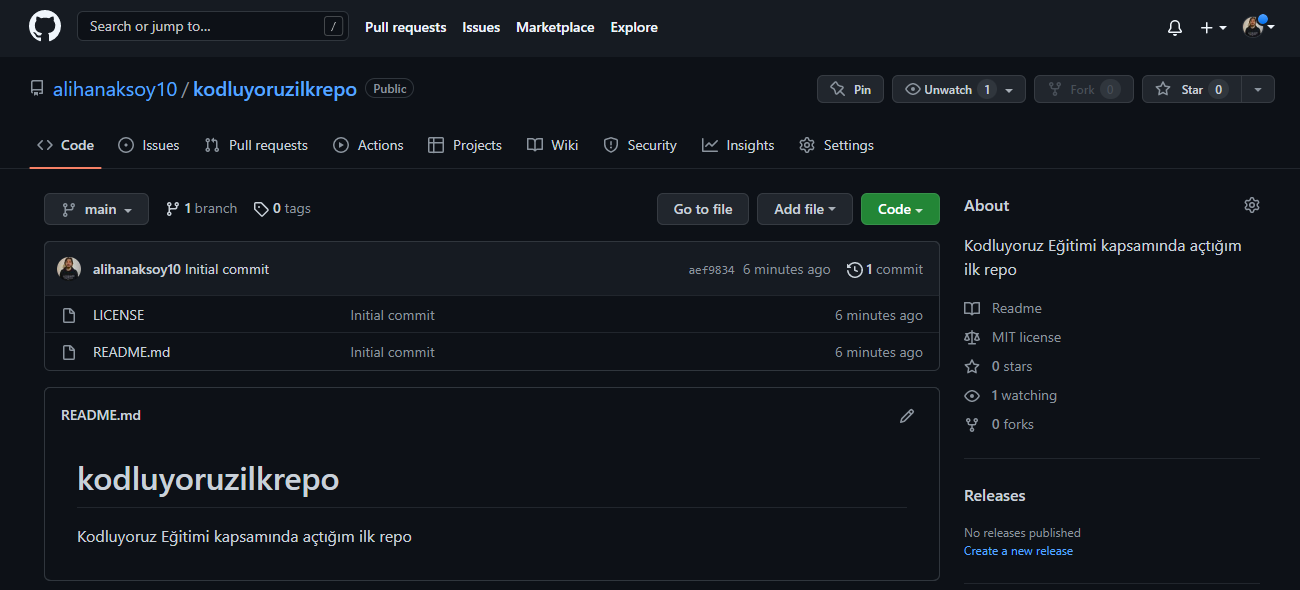 Search or jump to... /
Pull requests Issues Marketplace Explore
alihanaksoy10 / kodluyoruzilkrepo Public
Pin Unwatch 1 Fork 0 Star 0
Code Issues Pull requests Actions Projects Wiki Security Insights Settings
main 1 branch 0 tags Go to file Add file Code
alihanaksoy10 Initial commit aef9834 6 minutes ago 1 commit
LICENSE Initial commit 6 minutes ago
README.md Initial commit 6 minutes ago
README.md
kodluyoruzilkrepo
Kodluyoruz Eğitimi kapsamında açtığım ilk repo
About
Kodluyoruz Eğitimi kapsamında açtığım
ilk repo
Readme
MIT license
0 stars
1 watching
0 forks
Releases
No releases published
Create a new release